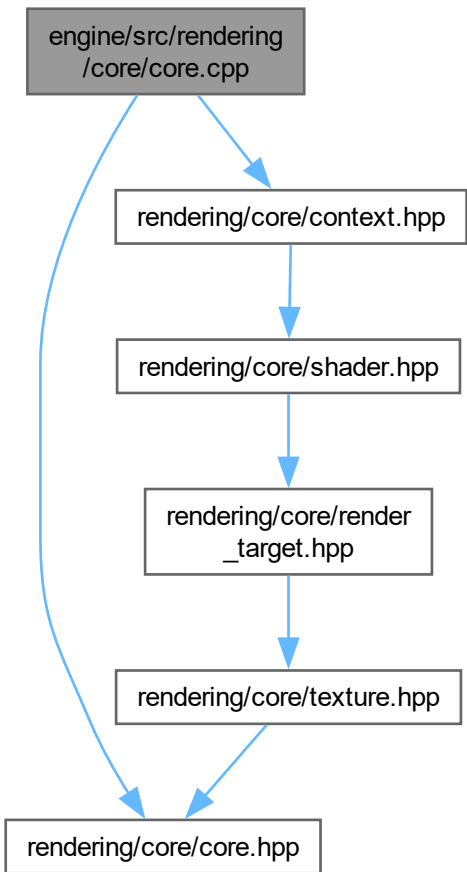 engine/src/rendering
/core/core.cpp
rendering/core/context.hpp
rendering/core/shader.hpp
rendering/core/render
_target.hpp
rendering/core/texture.hpp
rendering/core/core.hpp